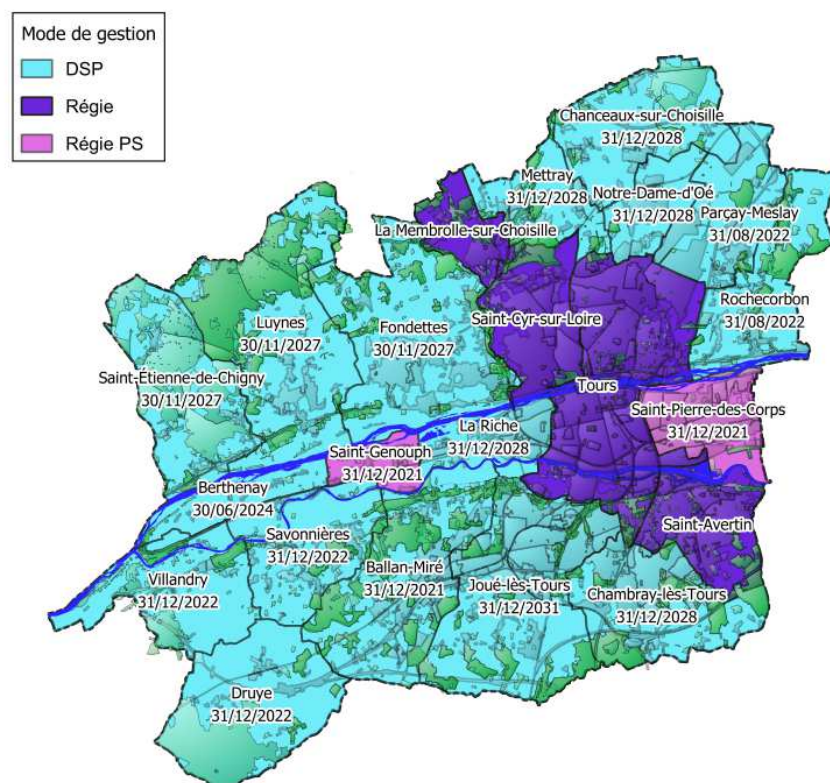 Mode de gestion
DSP
Régie
Régie PS
Chanceaux-sur-Choisille
31/12/2028
Mettray
31/12/2028
Notre-Dame-d'Oé
31/12/2028
Parçay-Meslay
31/08/2022
La Membrolle-sur-Choisille
Rochecorbon
31/08/2022
Luynes
30/11/2027
Fondettes
30/11/2027
Saint-Cyr-sur-Loire
Saint-Étienne-de-Chigny
30/11/2027
Tours
Saint-Pierre-des-Corps
31/12/2021
La Riche
31/12/2028
Saint-Genouph
31/12/2021
Berthenay
30/06/2024
Savonnières
31/12/2022
Saint-Avertin
Villandry
31/12/2022
Ballan-Miré
31/12/2021
Joué-lès-Tours
31/12/2031
Chambray-lès-Tours
31/12/2028
Druye
31/12/2022